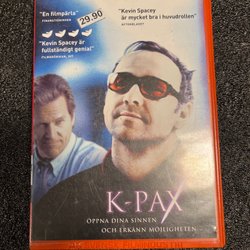 "En filmpärla"
29.90
"Kevin Spacey är
fullständigt genial"
"Kevin Spacey
är mycket bra i huvudrollen"
AFTONBLADET
K-PAX
ÖPPNA DINA SINNEN
OCH ERKÄNN MÖJLIGHETEN